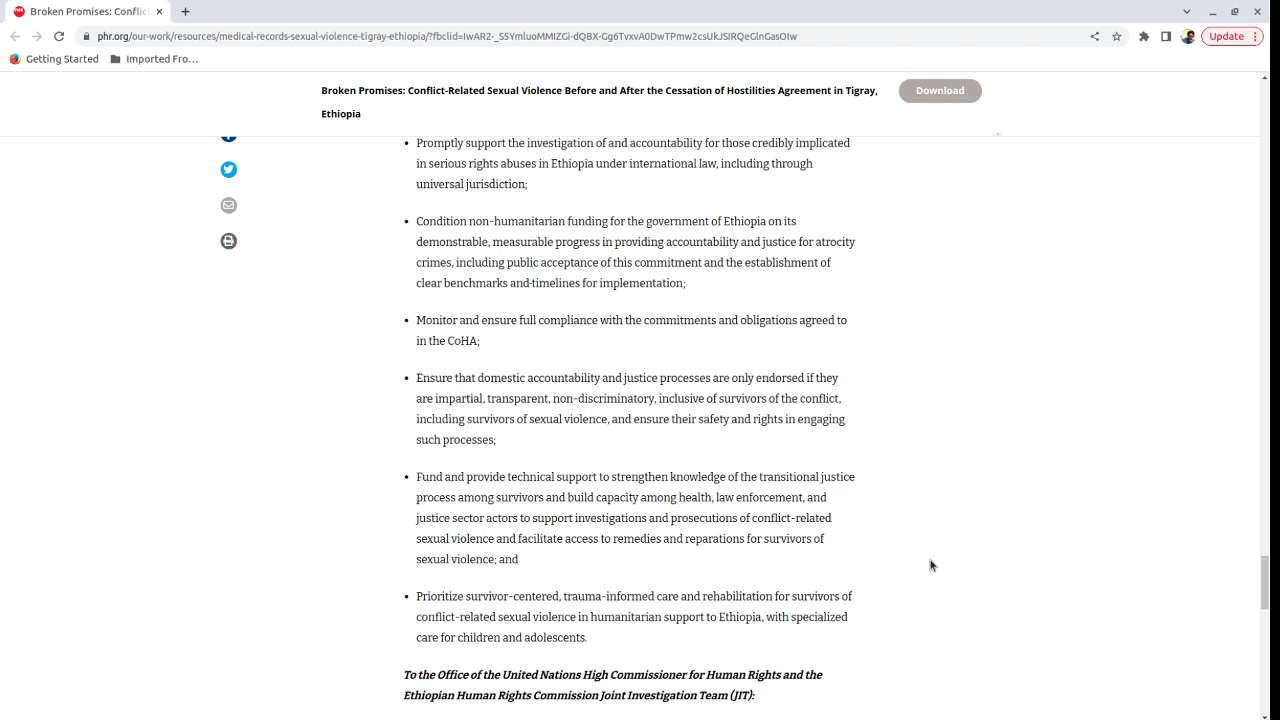 Broken Promises: Conflic
phr.org/our-work/resources/medical-records-sexual-violence-tigray-ethiopia/?fbclid=IwAR2-_SSYmluoMMIZGi-dQBX-Gg6TvxvA0DwTPmw2csUkJSIRQeGlnGasOIw
Update
Getting Started
Imported Fro…
Broken Promises: Conflict-Related Sexual Violence Before and After the Cessation of Hostilities Agreement in Tigray,
Ethiopia
Download
• Promptly support the investigation of and accountability for those credibly implicated
in serious rights abuses in Ethiopia under international law, including through
universal jurisdiction;
• Condition non-humanitarian funding for the government of Ethiopia on its
demonstrable, measurable progress in providing accountability and justice for atrocity
crimes, including public acceptance of this commitment and the establishment of
clear benchmarks and-timelines for implementation;
• Monitor and ensure full compliance with the commitments and obligations agreed to
in the CoHA;
• Ensure that domestic accountability and justice processes are only endorsed if they
are impartial, transparent, non-discriminatory, inclusive of survivors of the conflict,
including survivors of sexual violence, and ensure their safety and rights in engaging
such processes;
• Fund and provide technical support to strengthen knowledge of the transitional justice
process among survivors and build capacity among health, law enforcement, and
justice sector actors to support investigations and prosecutions of conflict-related
sexual violence and facilitate access to remedies and reparations for survivors of
sexual violence; and
• Prioritize survivor-centered, trauma-informed care and rehabilitation for survivors of
conflict-related sexual violence in humanitarian support to Ethiopia, with specialized
care for children and adolescents.
To the Office of the United Nations High Commissioner for Human Rights and the
Ethiopian Human Rights Commission Joint Investigation Team (JIT):